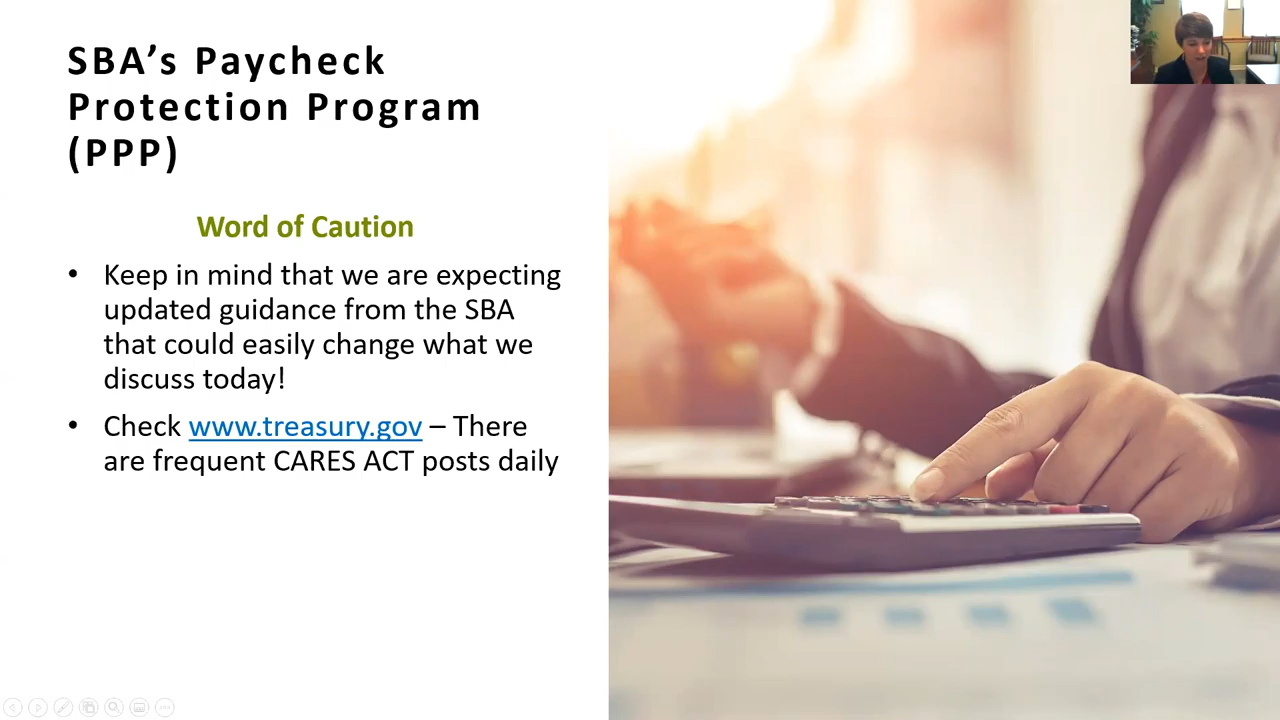 SBA’s Paycheck
Protection Program
(PPP)
Word of Caution
• Keep in mind that we are expecting
updated guidance from the SBA
that could easily change what we
discuss today!
• Check www.treasury.gov – There
are frequent CARES ACT posts daily